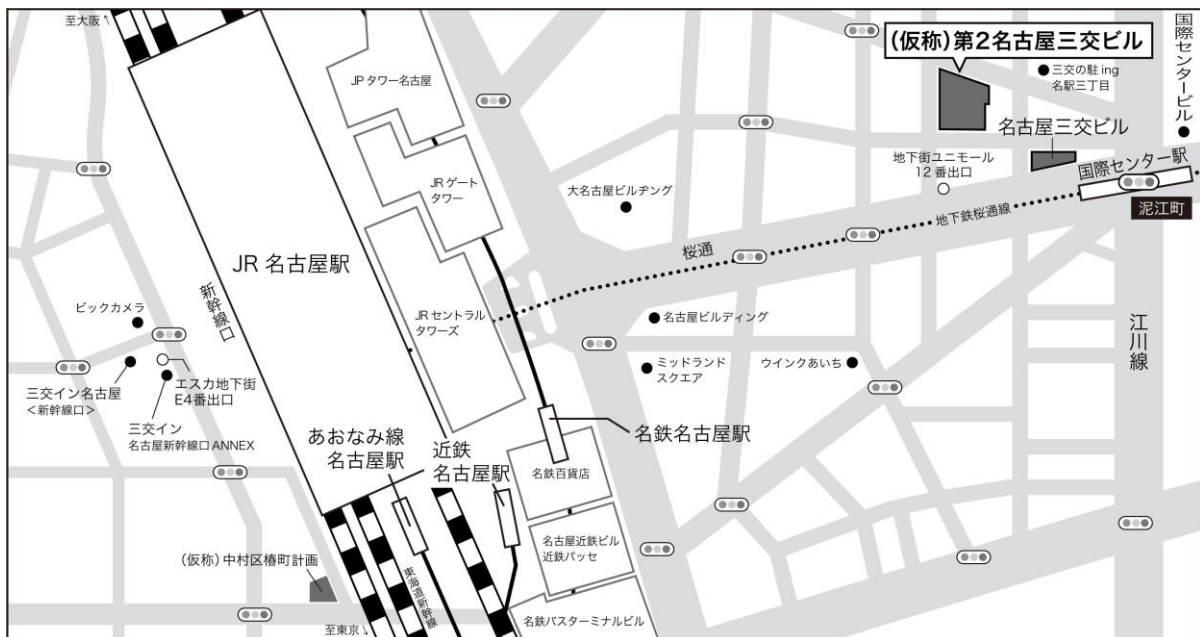 至大阪
JPタワー名古屋
(仮称)第2名古屋三交ビル
三交の駐ing
名駅三丁目
国際センタービル
名古屋三交ビル
地下街ユニモール
12番出口
国際センター駅
JRゲート
タワー
大名古屋ビルヂング
泥江町
地下鉄桜通線
桜通
JR 名古屋駅
新幹線口
JRセントラル
タワーズ
ビックカメラ
名古屋ビルディング
江川線
ミッドランド
スクエア
ウインクあいち
三交イン名古屋
<新幹線口>
エスカ地下街
E4番出口
三交イン
名古屋新幹線口ANNEX
あおなみ線
名古屋駅
近鉄
名古屋駅
名鉄名古屋駅
名鉄百貨店
名古屋近鉄ビル
近鉄パッセ
(仮称)中村区椿町計画
東海道新幹線
名鉄バスターミナルビル
至東京